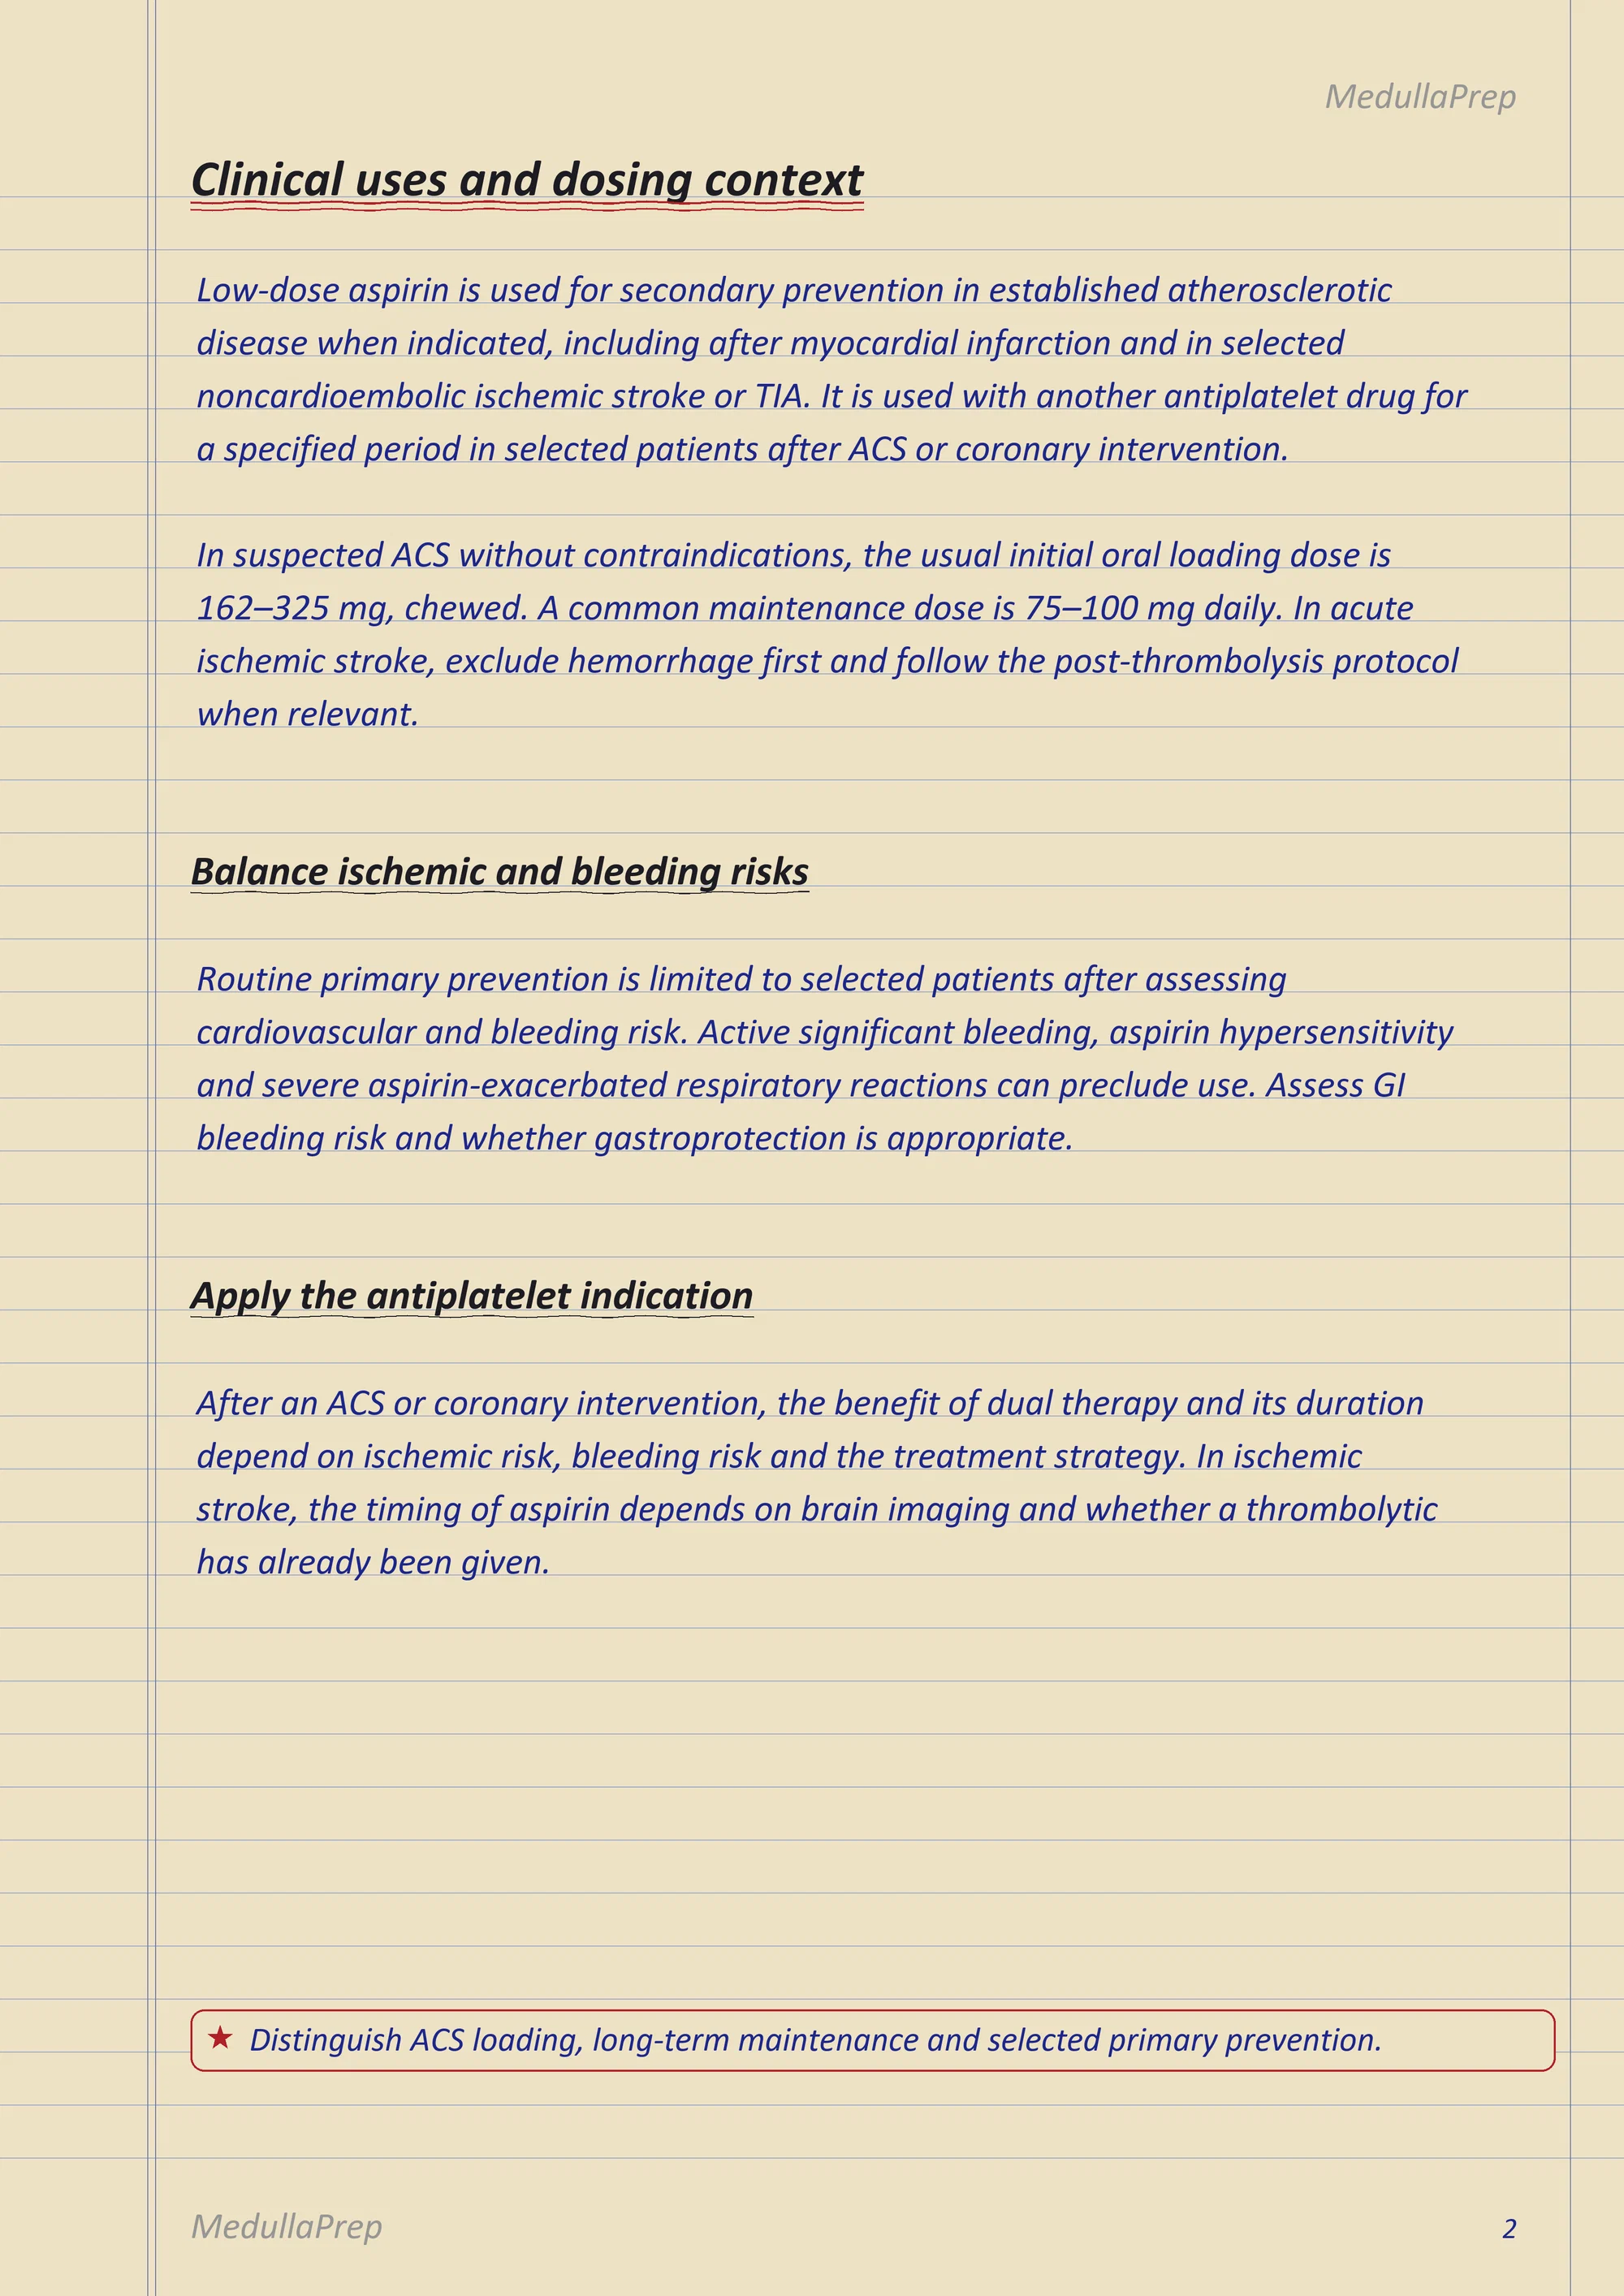 MedullaPrep
Clinical uses and dosing context
Low-dose aspirin is used for secondary prevention in established atherosclerotic
disease when indicated, including after myocardial infarction and in selected
noncardioembolic ischemic stroke or TIA. It is used with another antiplatelet drug for
a specified period in selected patients after ACS or coronary intervention.
In suspected ACS without contraindications, the usual initial oral loading dose is
162–325 mg, chewed. A common maintenance dose is 75–100 mg daily. In acute
ischemic stroke, exclude hemorrhage first and follow the post-thrombolysis protocol
when relevant.
Balance ischemic and bleeding risks
Routine primary prevention is limited to selected patients after assessing
cardiovascular and bleeding risk. Active significant bleeding, aspirin hypersensitivity
and severe aspirin-exacerbated respiratory reactions can preclude use. Assess GI
bleeding risk and whether gastroprotection is appropriate.
Apply the antiplatelet indication
After an ACS or coronary intervention, the benefit of dual therapy and its duration
depend on ischemic risk, bleeding risk and the treatment strategy. In ischemic
stroke, the timing of aspirin depends on brain imaging and whether a thrombolytic
has already been given.
★ Distinguish ACS loading, long-term maintenance and selected primary prevention.
MedullaPrep
2